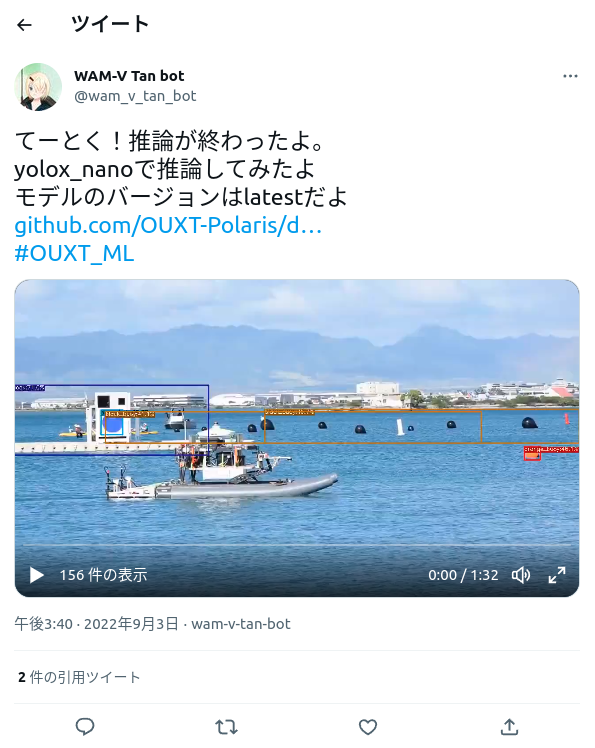 ツイート
WAM-V Tan bot
@wam_v_tan_bot
てーとく！推論が終わったよ。
yolox_nanoで推論してみたよ
モデルのバージョンはlatestだよ
github.com/OUXT-Polaris/d…
#OUXT_ML
156 件の表示
0:00 / 1:32
午後3:40 · 2022年9月3日 · wam-v-tan-bot
2 件の引用ツイート